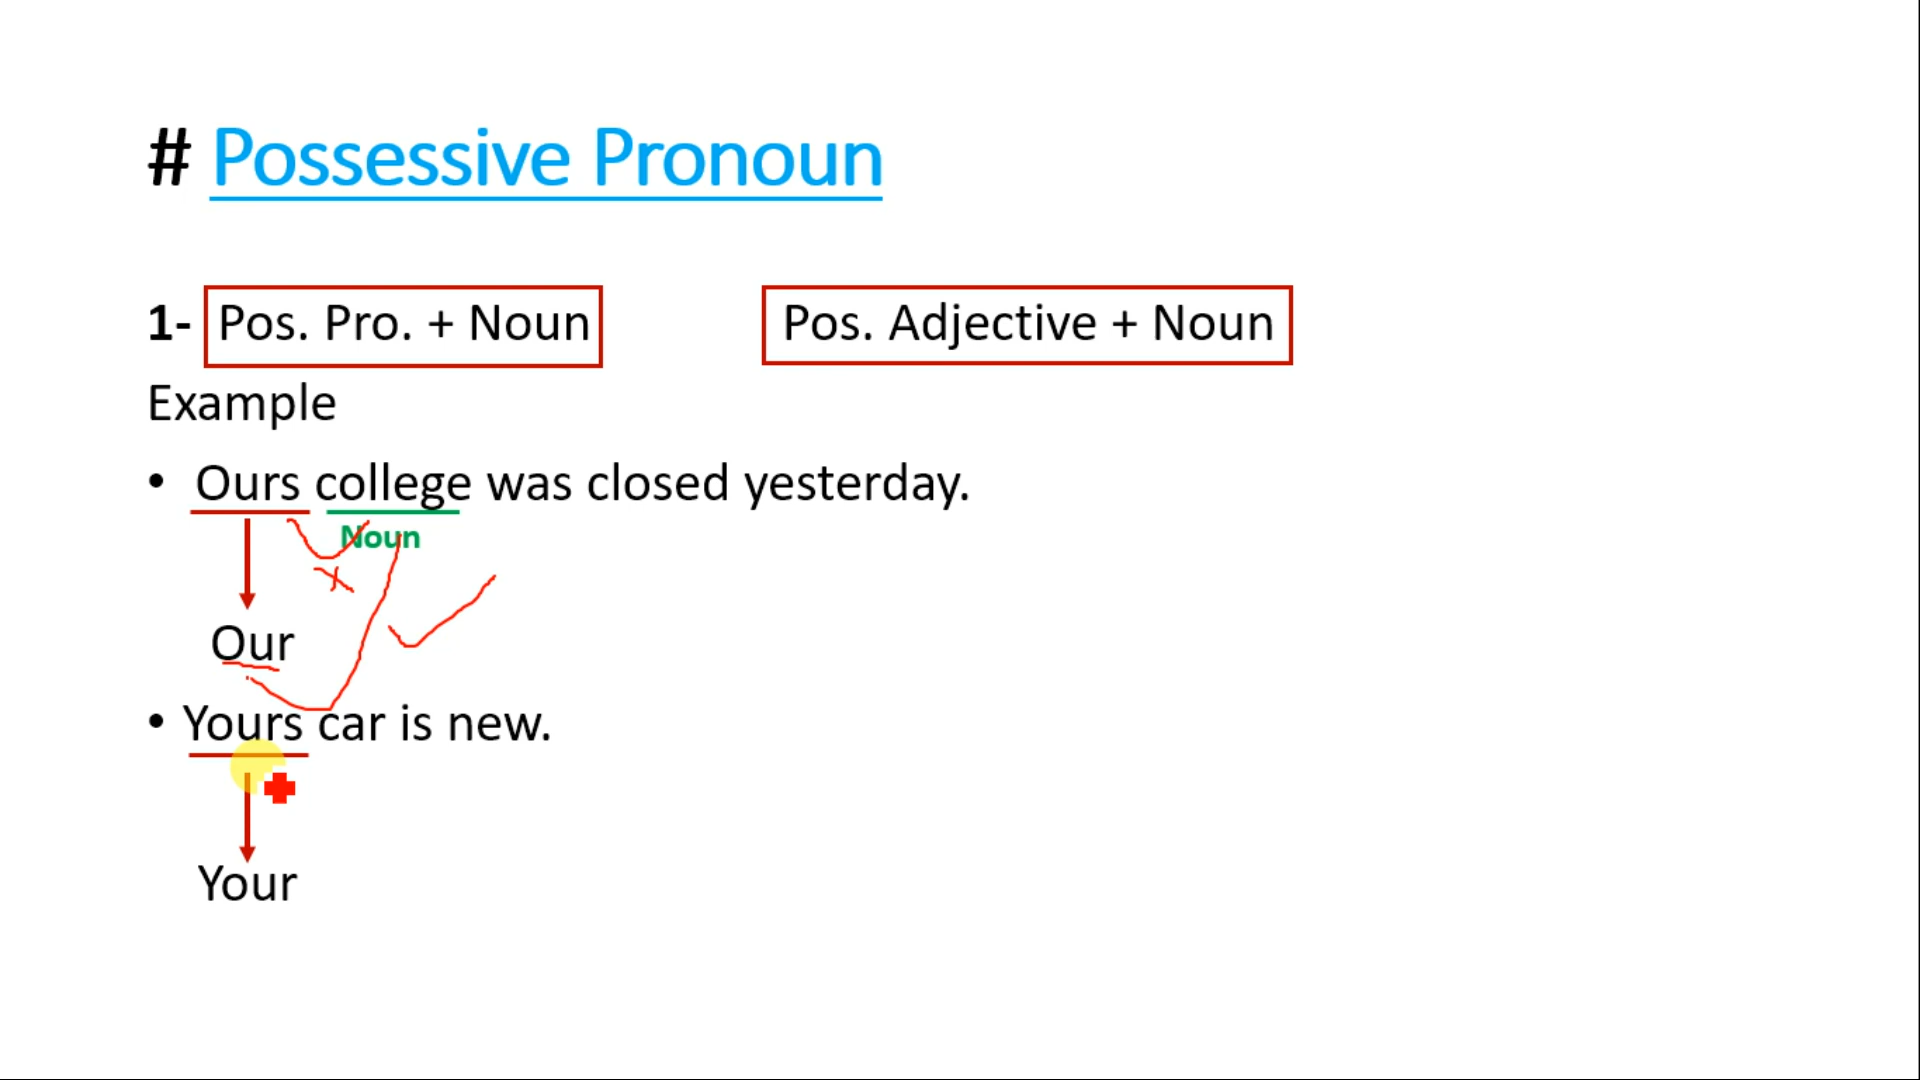 # Possessive Pronoun
1- Pos. Pro. + Noun Pos. Adjective + Noun
Example
• Ours college was closed yesterday.
Noun
Our
• Yours car is new.
Your